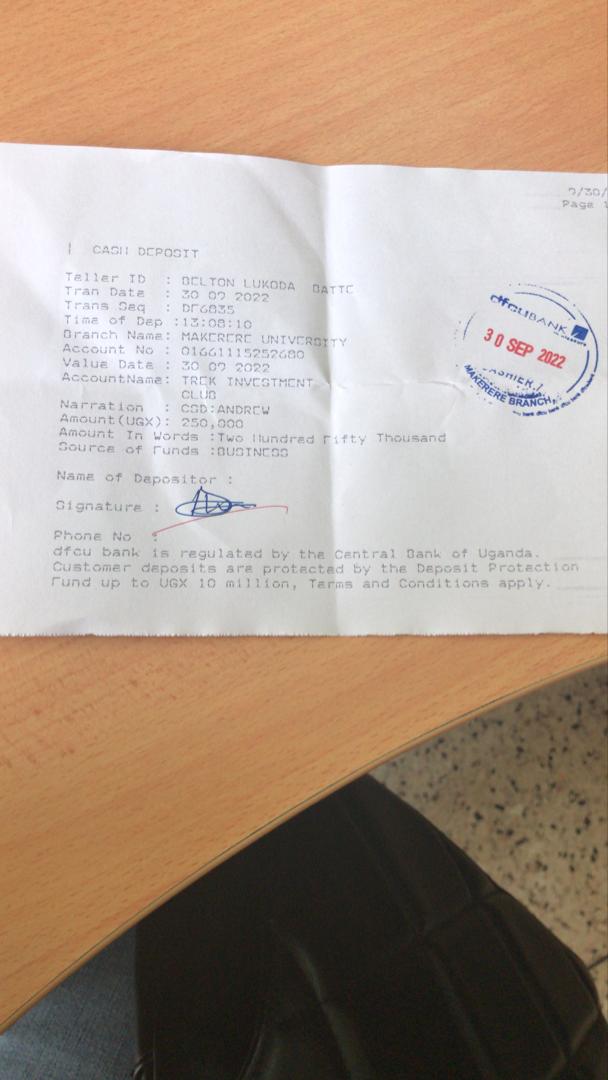 9/30/
Page 1
| CASH DEPOSIT
Teller ID : BELTON LUKODA BATTE
Tran Date : 30 09 2022
Trans Seq : DF6835
Time of Dep :13:08:10
Branch Name: MAKERERE UNIVERSITY
Account No : 01661115252680
Value Date : 30 09 2022
AccountName: TREK INVESTMENT
CLUB
Narration : CSD:ANDREW
Amount(UGX): 250,000
Amount In Words :Two Hundred Fifty Thousand
Source of Funds :BUSINESS
Name of Depositor :
Signature :
Phone No :
dfcu bank is regulated by the Central Bank of Uganda.
Customer deposits are protected by the Deposit Protection
Fund up to UGX 10 million, Terms and Conditions apply.
dfcu BANK
30 SEP 2022
CASHIER
MAKERERE BRANCH,